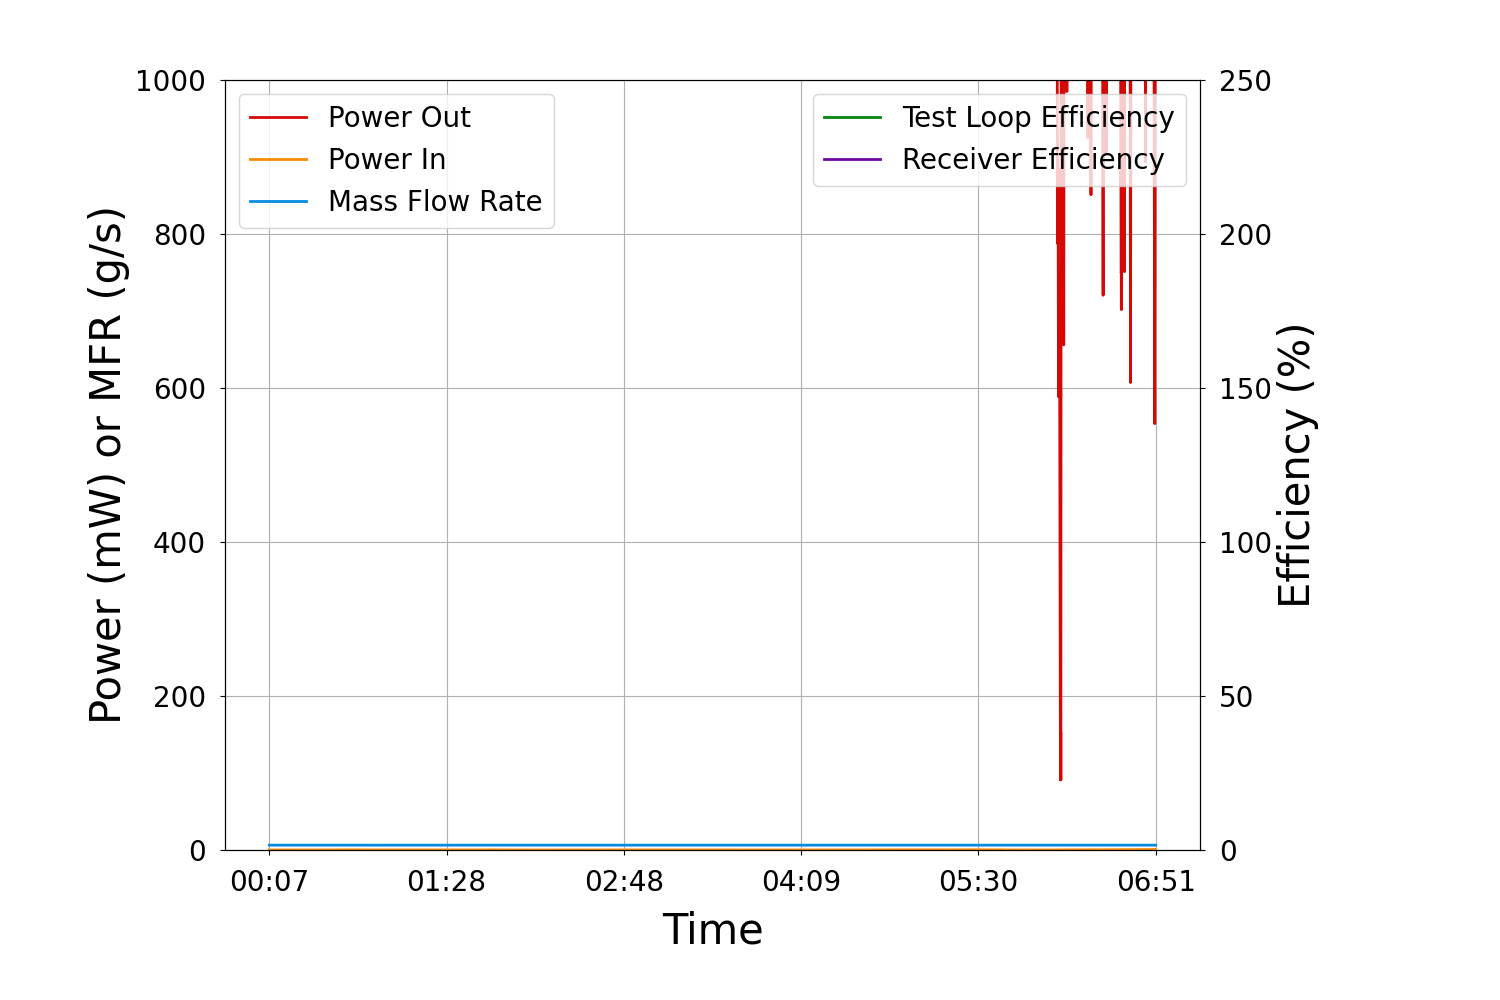 1000
800
600
400
200
0
Power (mW) or MFR (g/s)
Power Out
Power In
Mass Flow Rate
Test Loop Efficiency
Receiver Efficiency
250
200
150
100
50
0
Efficiency (%)
00:07 01:28 02:48 04:09 05:30 06:51
Time